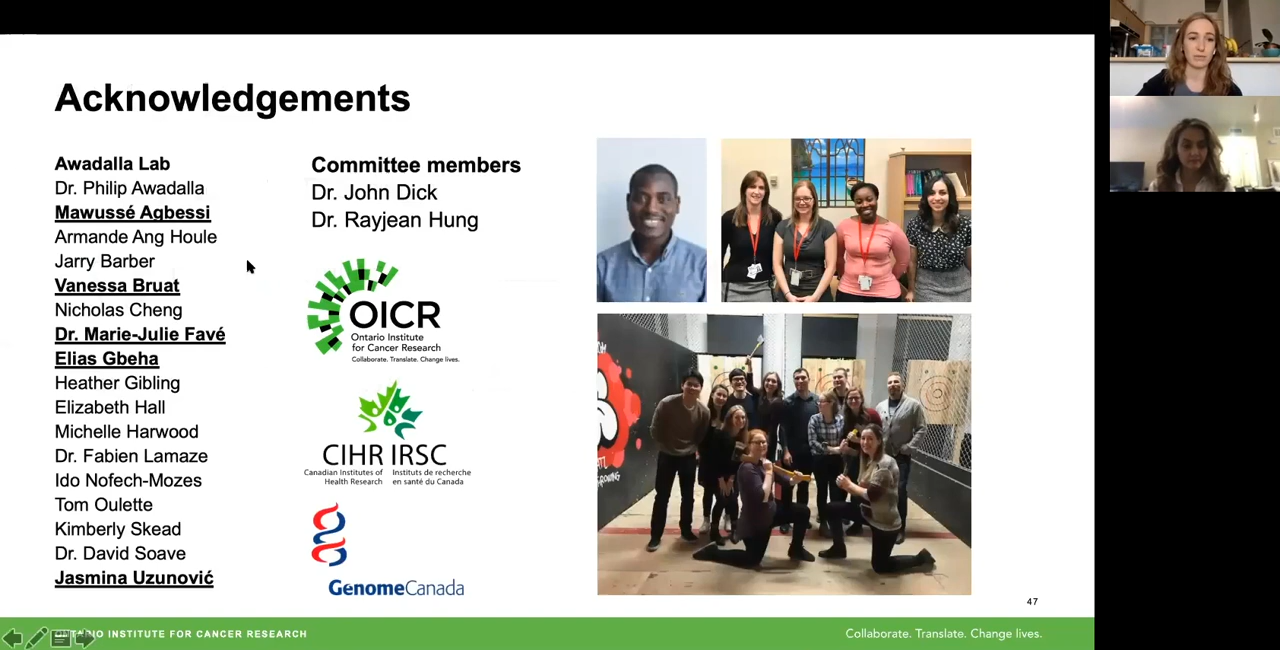 Acknowledgements
Awadalla Lab
Dr. Philip Awadalla
Mawussé Agbessi
Armande Ang Houle
Jarry Barber
Vanessa Bruat
Nicholas Cheng
Dr. Marie-Julie Favé
Elias Gbeha
Heather Gibling
Elizabeth Hall
Michelle Harwood
Dr. Fabien Lamaze
Ido Nofech-Mozes
Tom Oulette
Kimberly Skead
Dr. David Soave
Jasmina Uzunović
Committee members
Dr. John Dick
Dr. Rayjean Hung
OICR
Ontario Institute
for Cancer Research
Collaborate. Translate. Change lives.
CIHR IRSC
Canadian Institutes of
Health Research
Instituts de recherche
en santé du Canada
GenomeCanada
47
ONTARIO INSTITUTE FOR CANCER RESEARCH
Collaborate. Translate. Change lives.